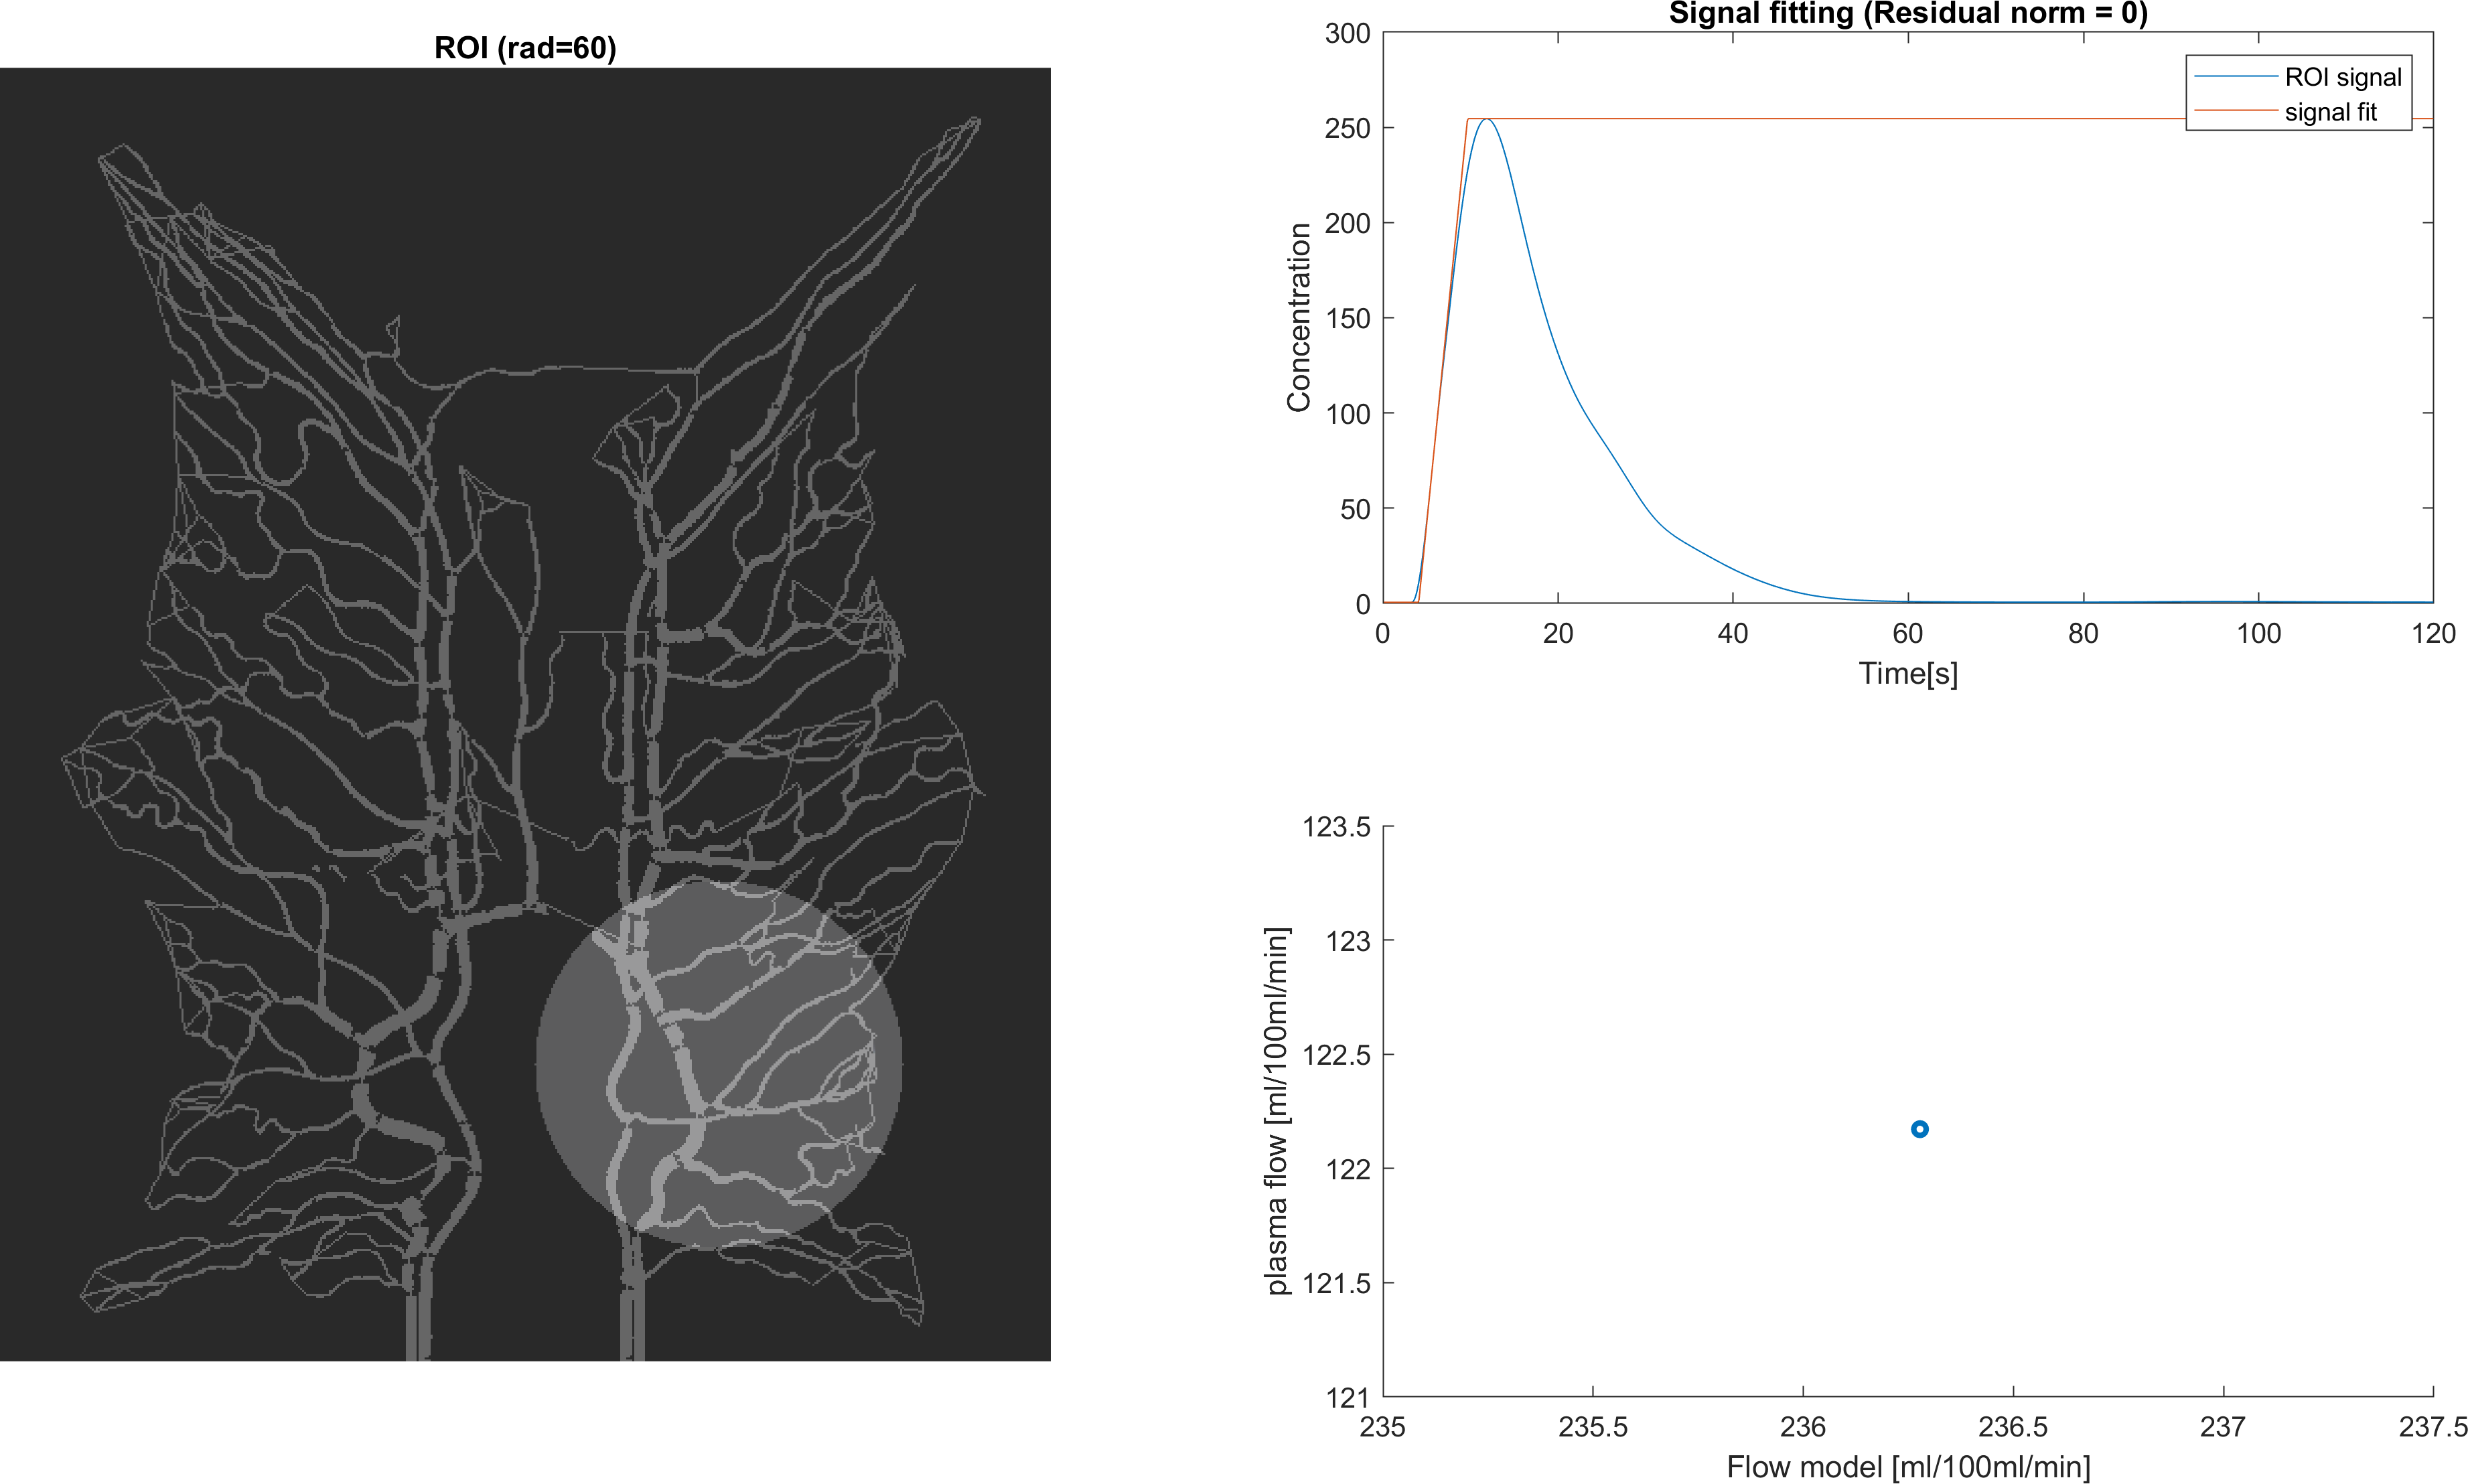 ROI (rad=60)
Signal fitting (Residual norm = 0)
300
250
200
150
100
50
0
Concentration
ROI signal
signal fit
0 20 40 60 80 100 120
Time[s]
123.5
123
122.5
122
121.5
121
plasma flow [ml/100ml/min]
235 235.5 236 236.5 237 237.5
Flow model [ml/100ml/min]